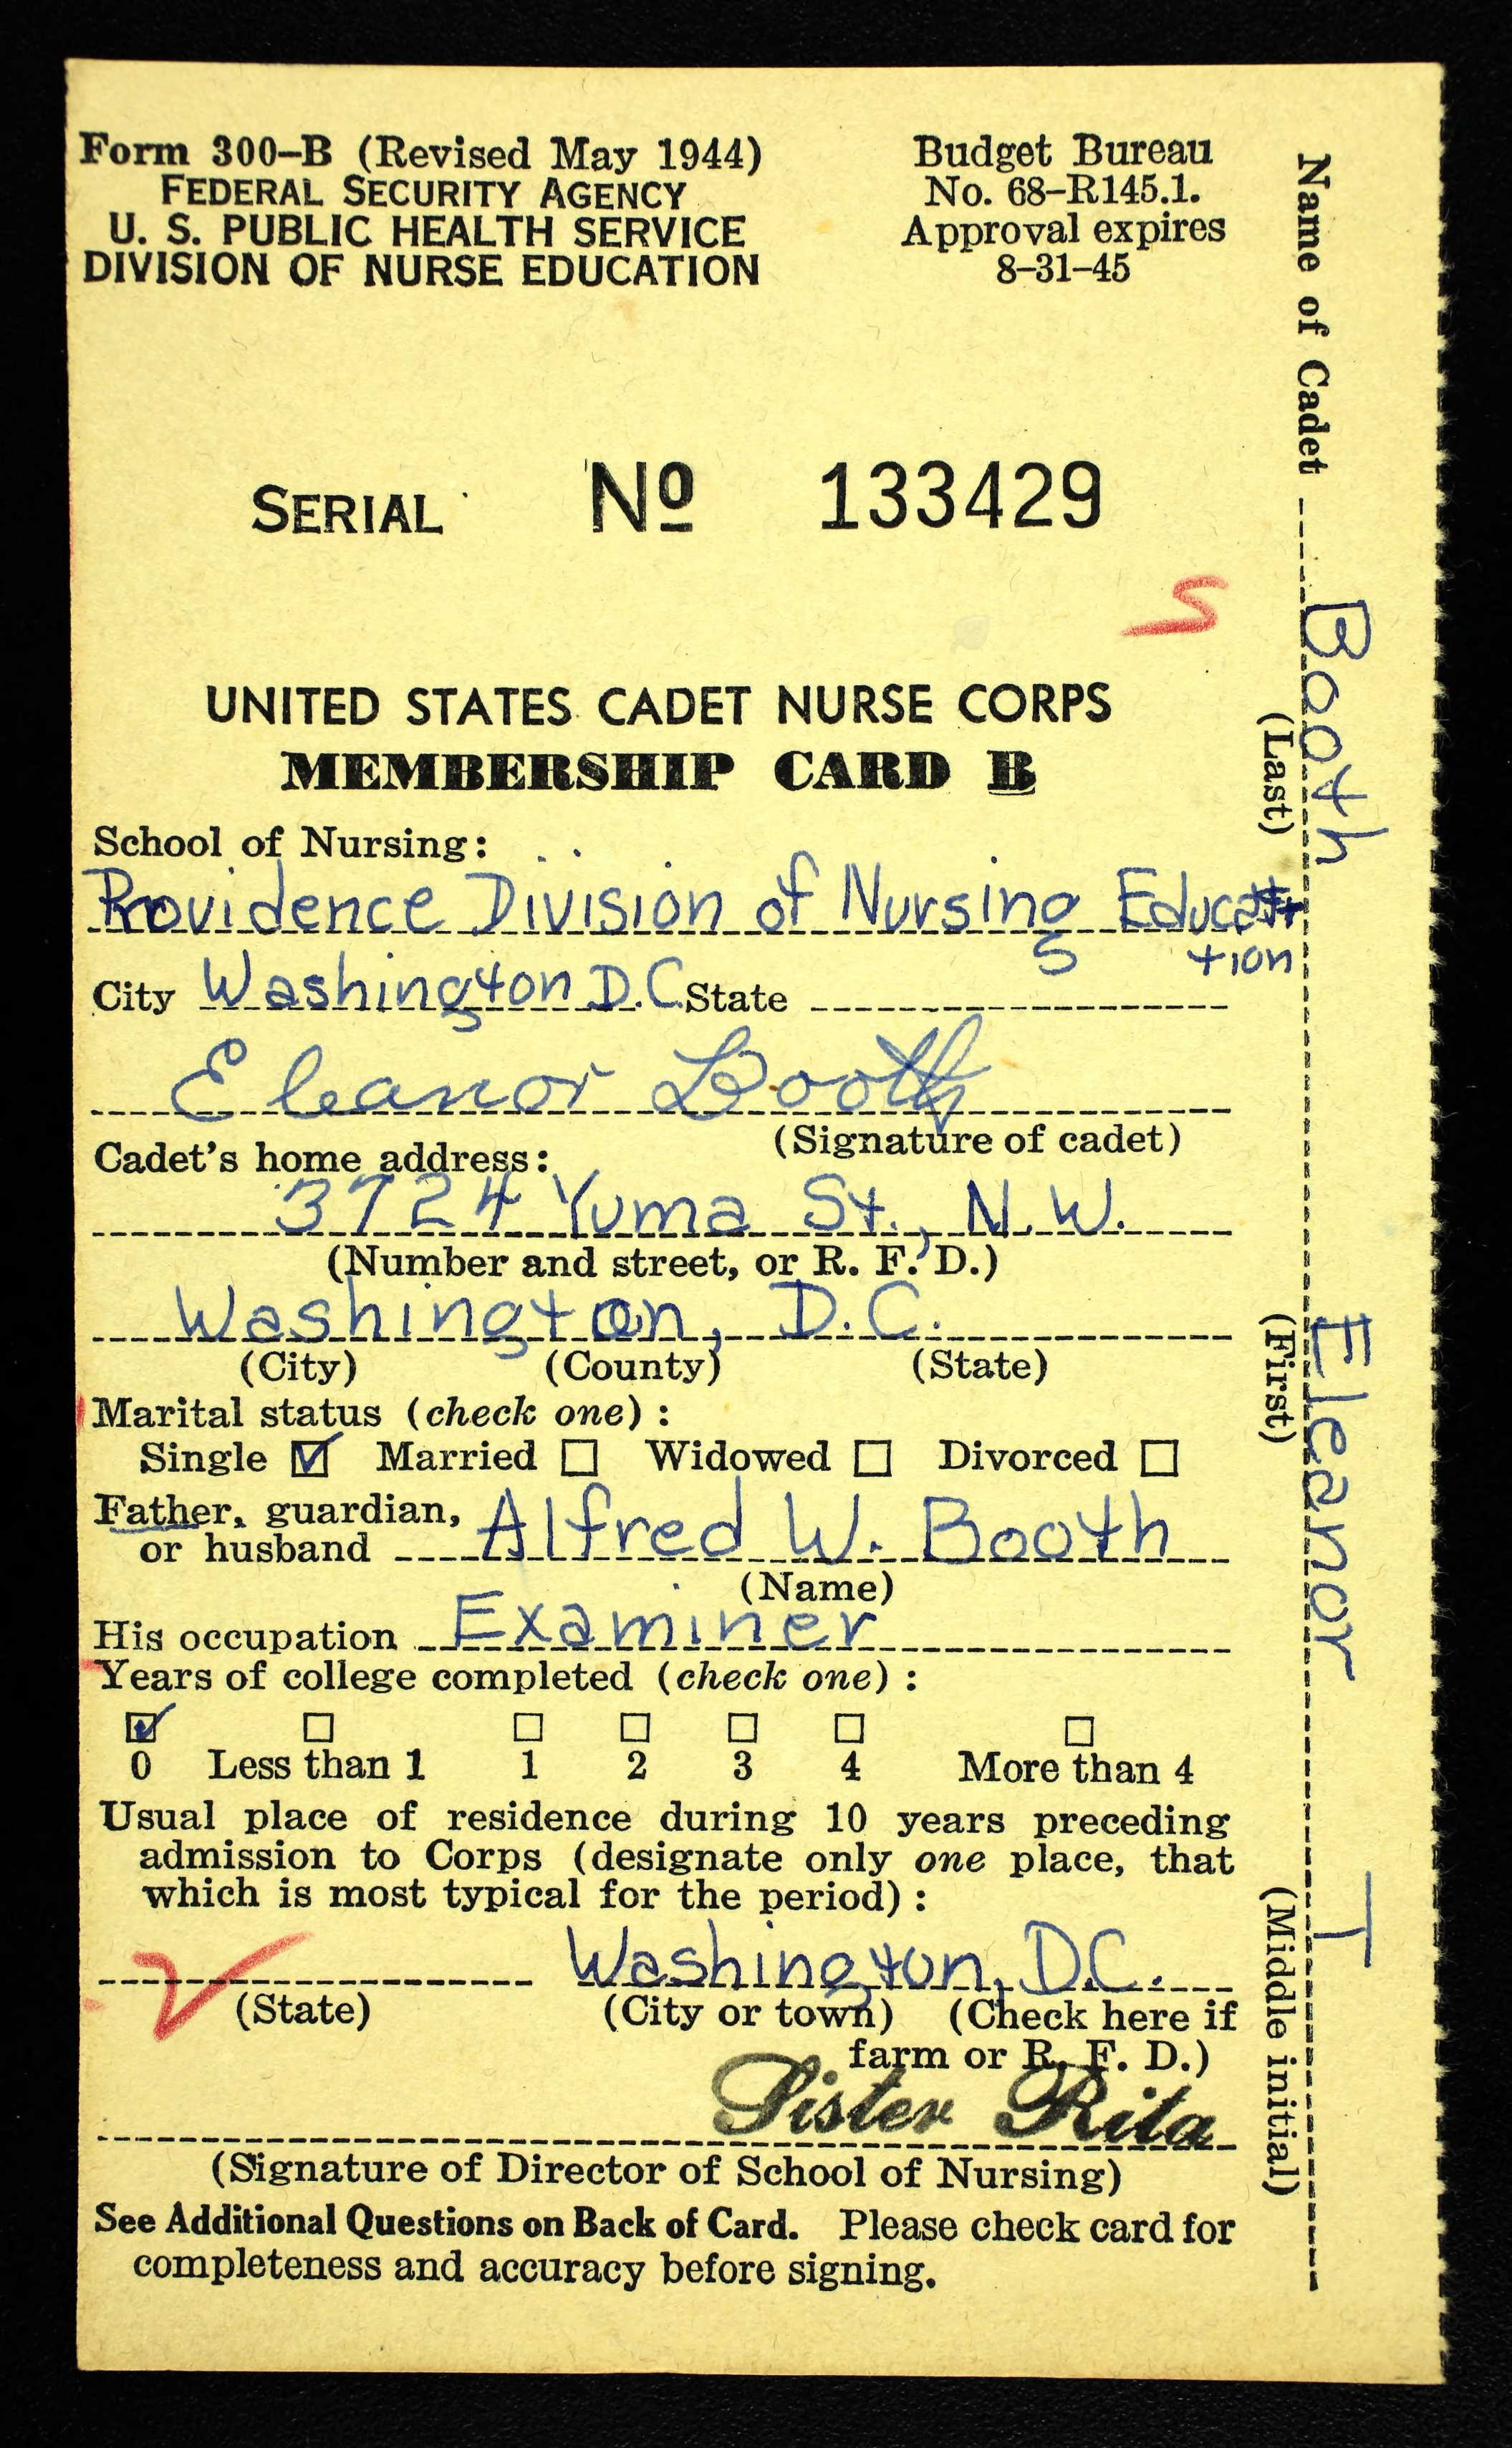 Form 300-B (Revised May 1944)
FEDERAL SECURITY AGENCY
U. S. PUBLIC HEALTH SERVICE
DIVISION OF NURSE EDUCATION
Budget Bureau
No. 68-R145.1.
Approval expires
8-31-45
SERIAL No 133429
5
UNITED STATES CADET NURSE CORPS
MEMBERSHIP CARD B
School of Nursing:
Providence Division of Nursing Educa
tion
City Washington D.C. State
Eleanor Booth
(Signature of cadet)
Cadet's home address:
3724 Yuma St., N.W.
(Number and street, or R. F. D.)
Washington, D.C.
(City) (County) (State)
Marital status (check one):
Single ☑ Married ☐ Widowed ☐ Divorced ☐
Father, guardian,
or husband Alfred W. Booth
(Name)
His occupation Examiner
Years of college completed (check one):
☑ ☐ ☐ ☐ ☐ ☐ ☐
0 Less than 1 1 2 3 4 More than 4
Usual place of residence during 10 years preceding
admission to Corps (designate only one place, that
which is most typical for the period):
Washington, D.C.
(State) (City or town) (Check here if
farm or R. F. D.)
Sister Rita
(Signature of Director of School of Nursing)
See Additional Questions on Back of Card. Please check card for
completeness and accuracy before signing.
Name of Cadet Booth Eleanor T
(Last) (First) (Middle initial)